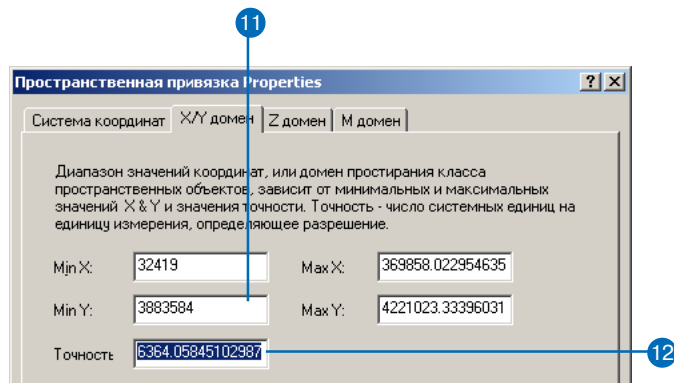 11
Пространственная привязка Properties
Система координат X/Y домен Z домен M домен
Диапазон значений координат, или домен простирания класса
пространственных объектов, зависит от минимальных и максимальных
значений X & Y и значения точности. Точность - число системных единиц на
единицу измерения, определяющее разрешение.
Min X: 32419 Max X: 369858.022954635
Min Y: 3883584 Max Y: 4221023.33396031
Точность 6364.05845102987
12